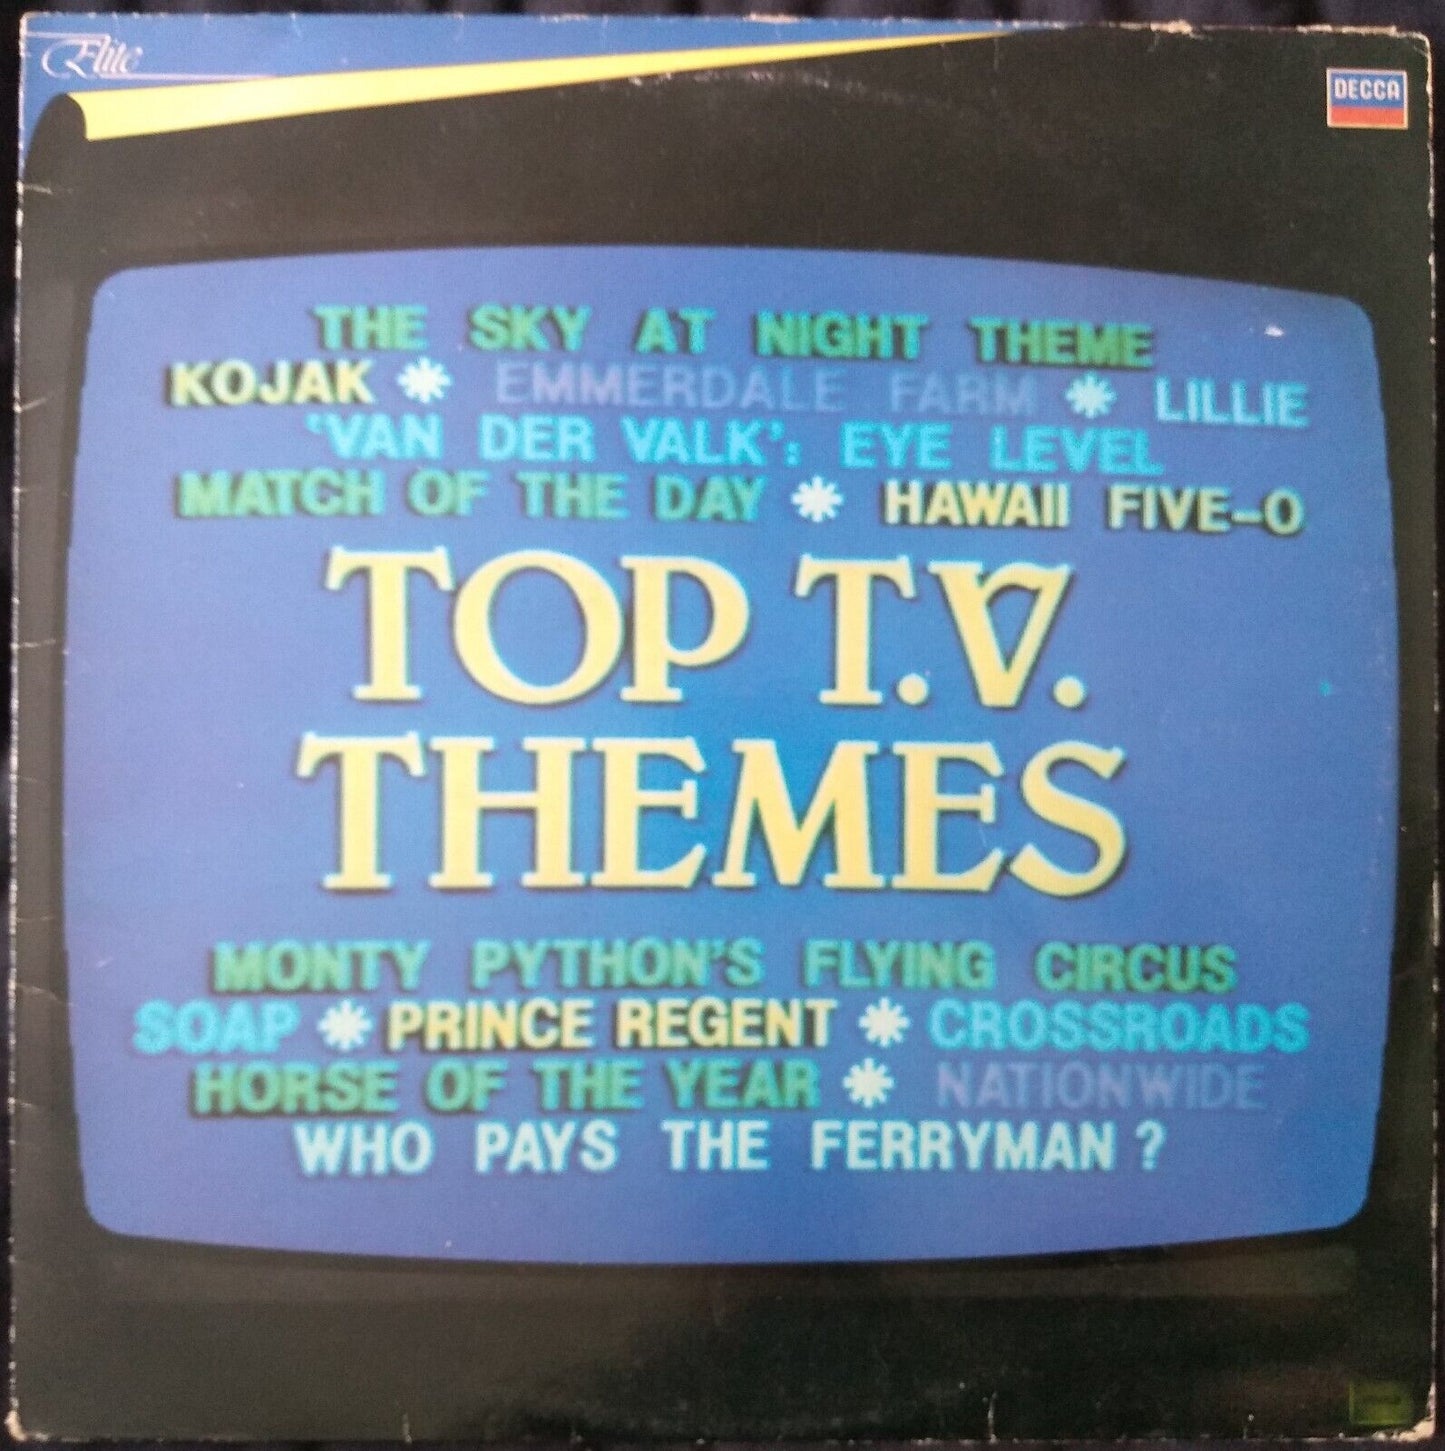 Elite
DECCA
THE SKY AT NIGHT THEME
KOJAK * EMMERDALE FARM * LILLIE
'VAN DER VALK': EYE LEVEL
MATCH OF THE DAY * HAWAII FIVE-O
TOP T.V.
THEMES
MONTY PYTHON'S FLYING CIRCUS
SOAP * PRINCE REGENT * CROSSROADS
HORSE OF THE YEAR * NATIONWIDE
WHO PAYS THE FERRYMAN ?